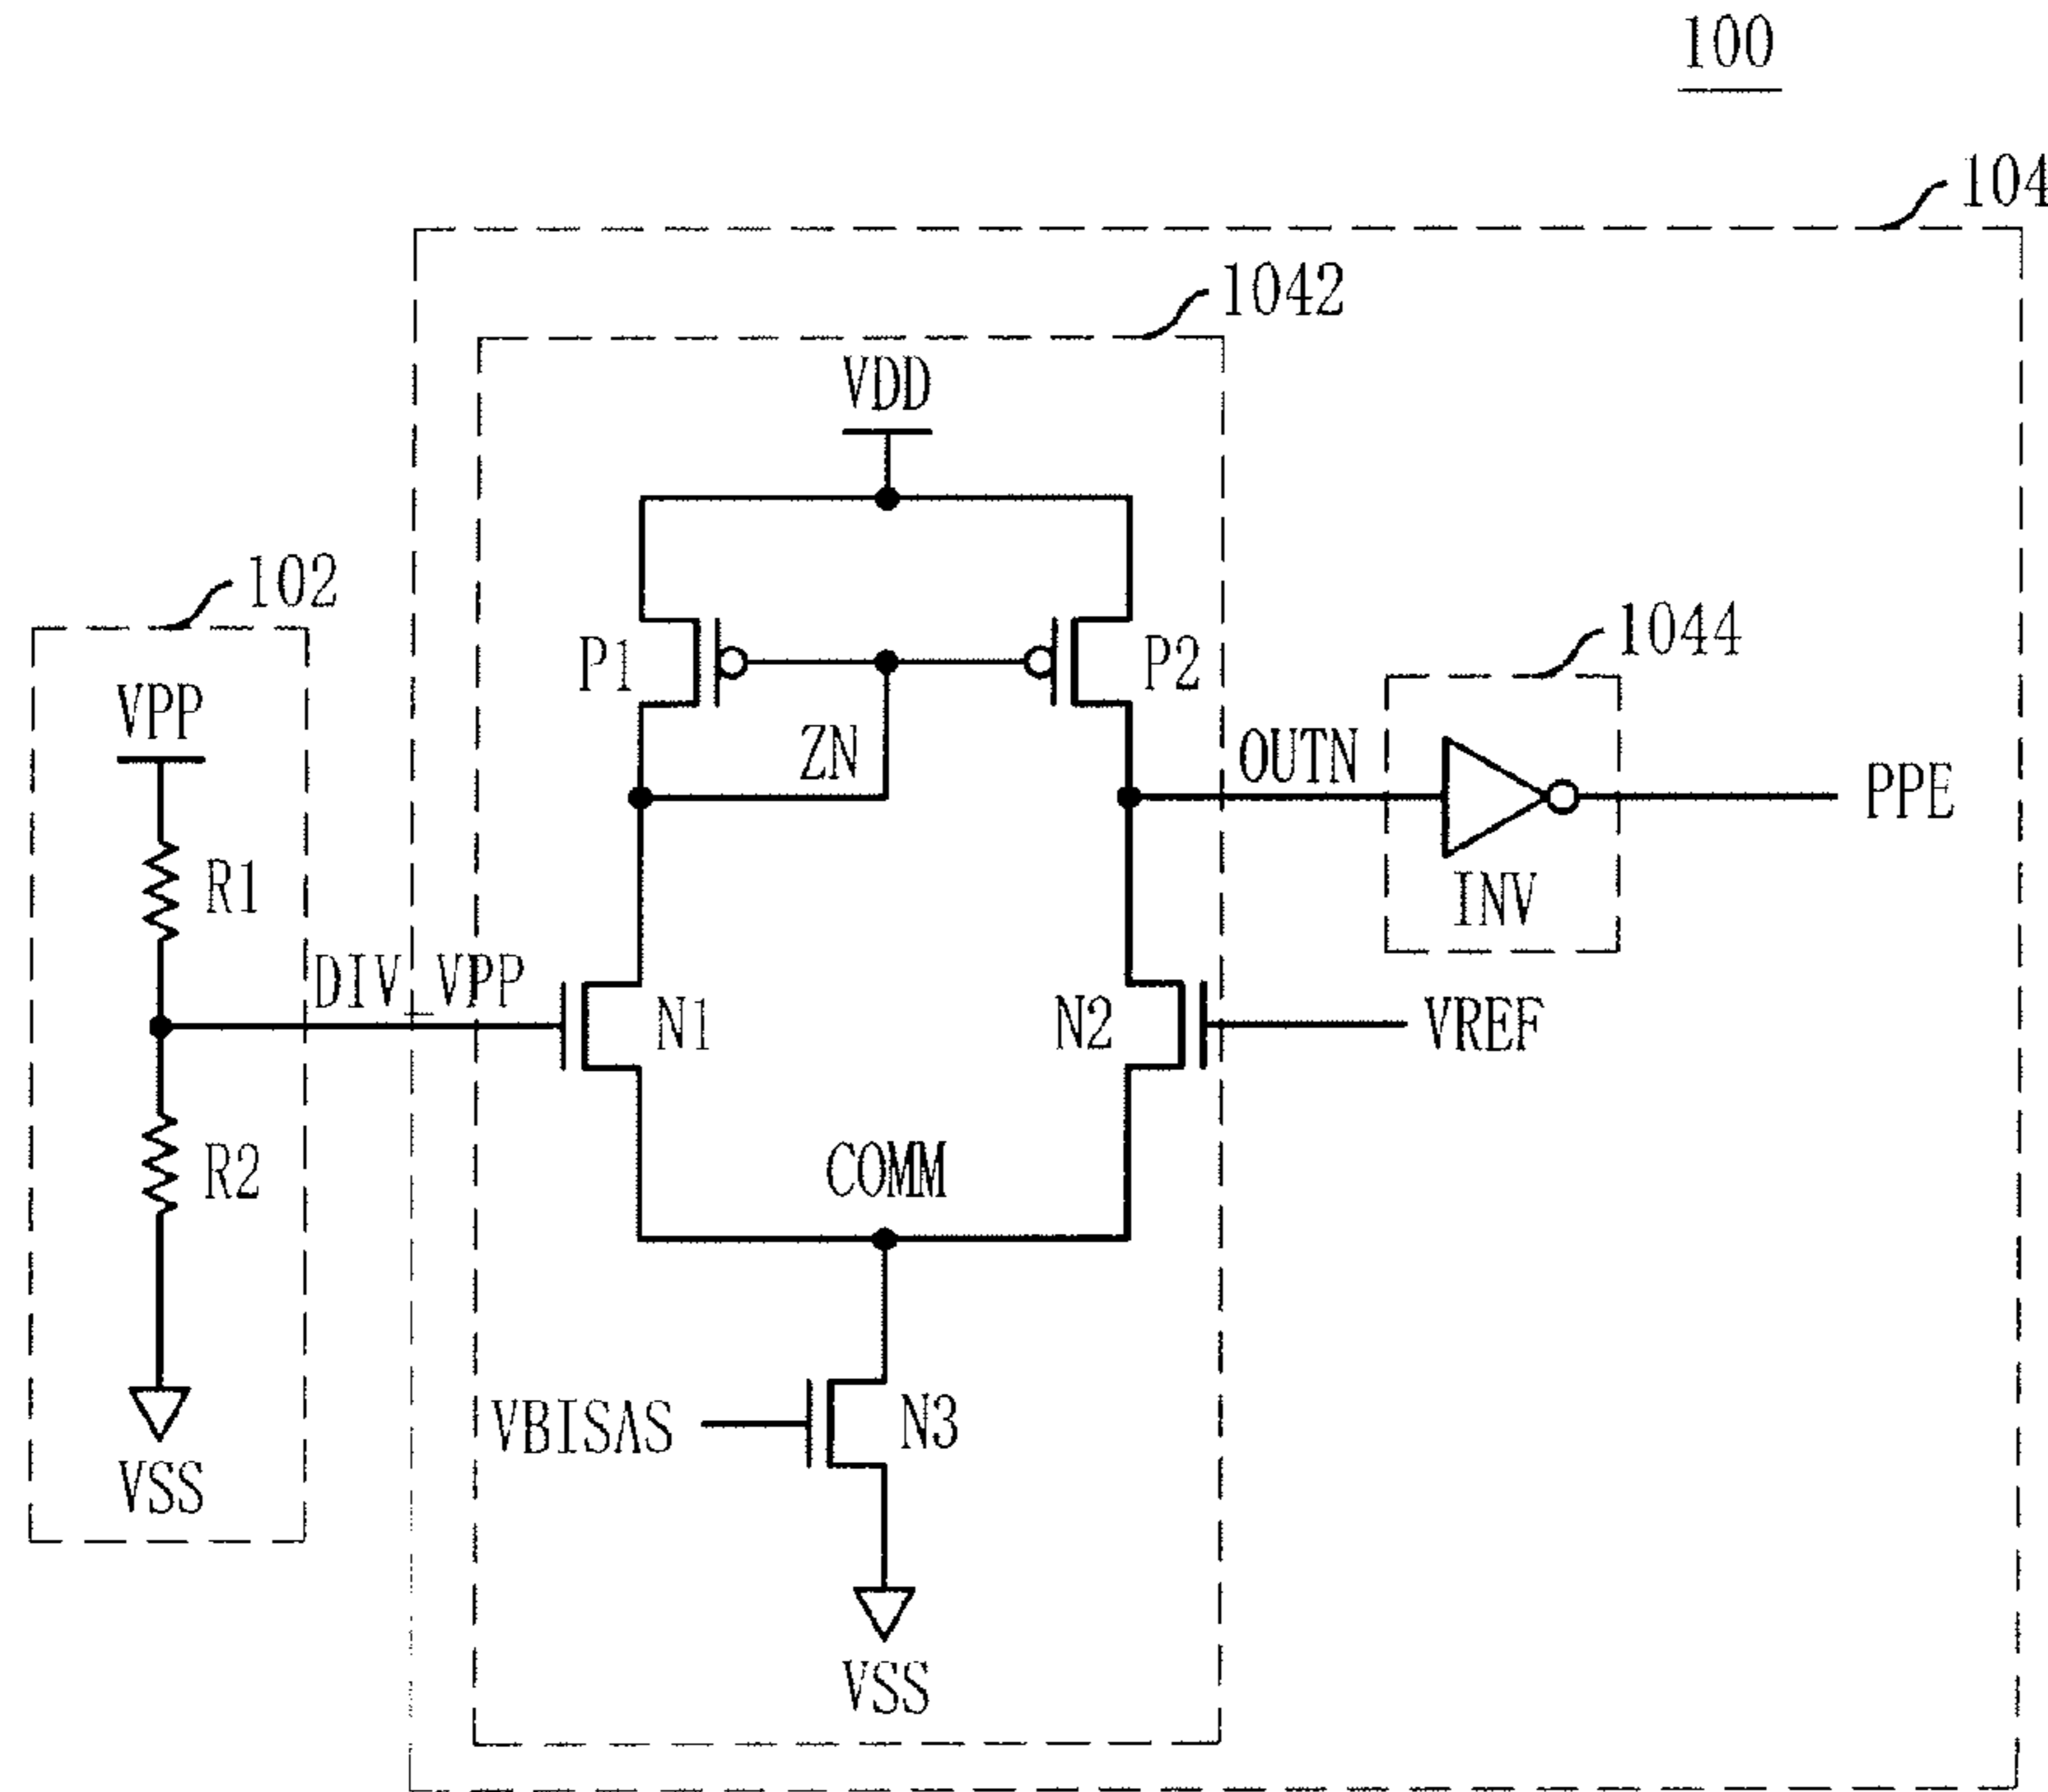 100
104
1042
VDD
102
P1
P2
1044
VPP
ZN
OUTN
PPE
R1
INV
DIV_VPP
N1
N2
VREF
COMM
R2
VBISAS
N3
VSS
VSS